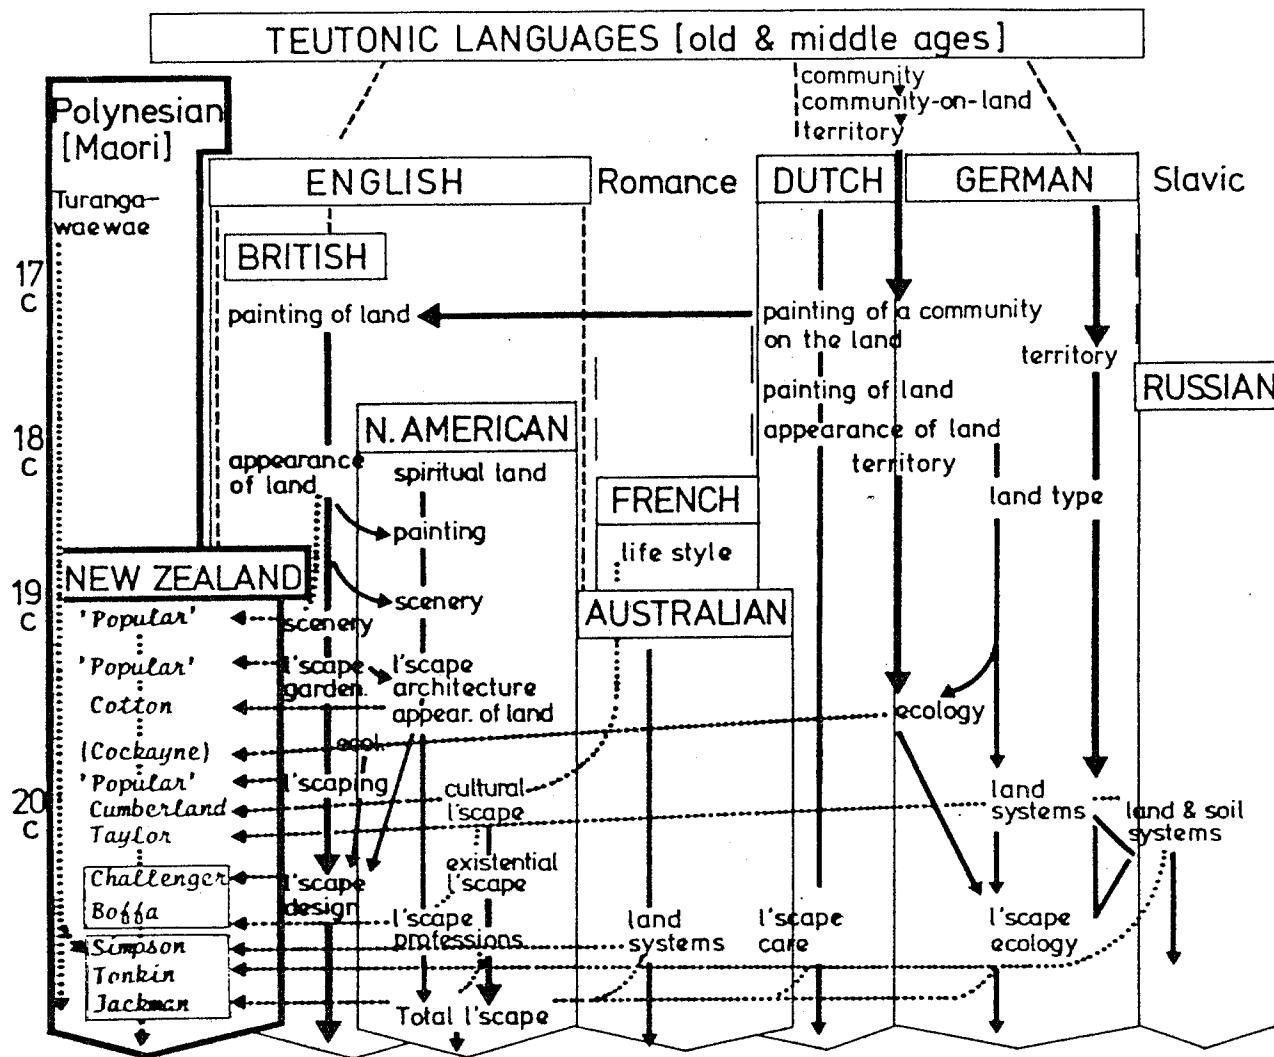 TEUTONIC LANGUAGES [old & middle ages]
community
community-on-land
territory
Polynesian
[Maori]
ENGLISH
Romance
DUTCH
GERMAN
Slavic
Turanga-
waewae
BRITISH
17
C
painting of land
painting of a community
on the land
territory
painting of land
RUSSIAN
N. AMERICAN
18
C
appearance of land
territory
appearance
of land
spiritual land
land type
FRENCH
painting
life style
NEW ZEALAND
19
C
scenery
AUSTRALIAN
'Popular'
scenery
'Popular'
l'scape
garden.
l'scape
architecture
appear. of land
Cotton
ecology
(Cockayne)
ecol.
'Popular'
l'scaping
cultural
l'scape
land
systems
20
C
Cumberland
land & soil
systems
Taylor
existential
l'scape
Challenger
l'scape
design
Boffa
l'scape
professions
land
systems
l'scape
care
l'scape
ecology
Simpson
Tonkin
Jackman
Total l'scape